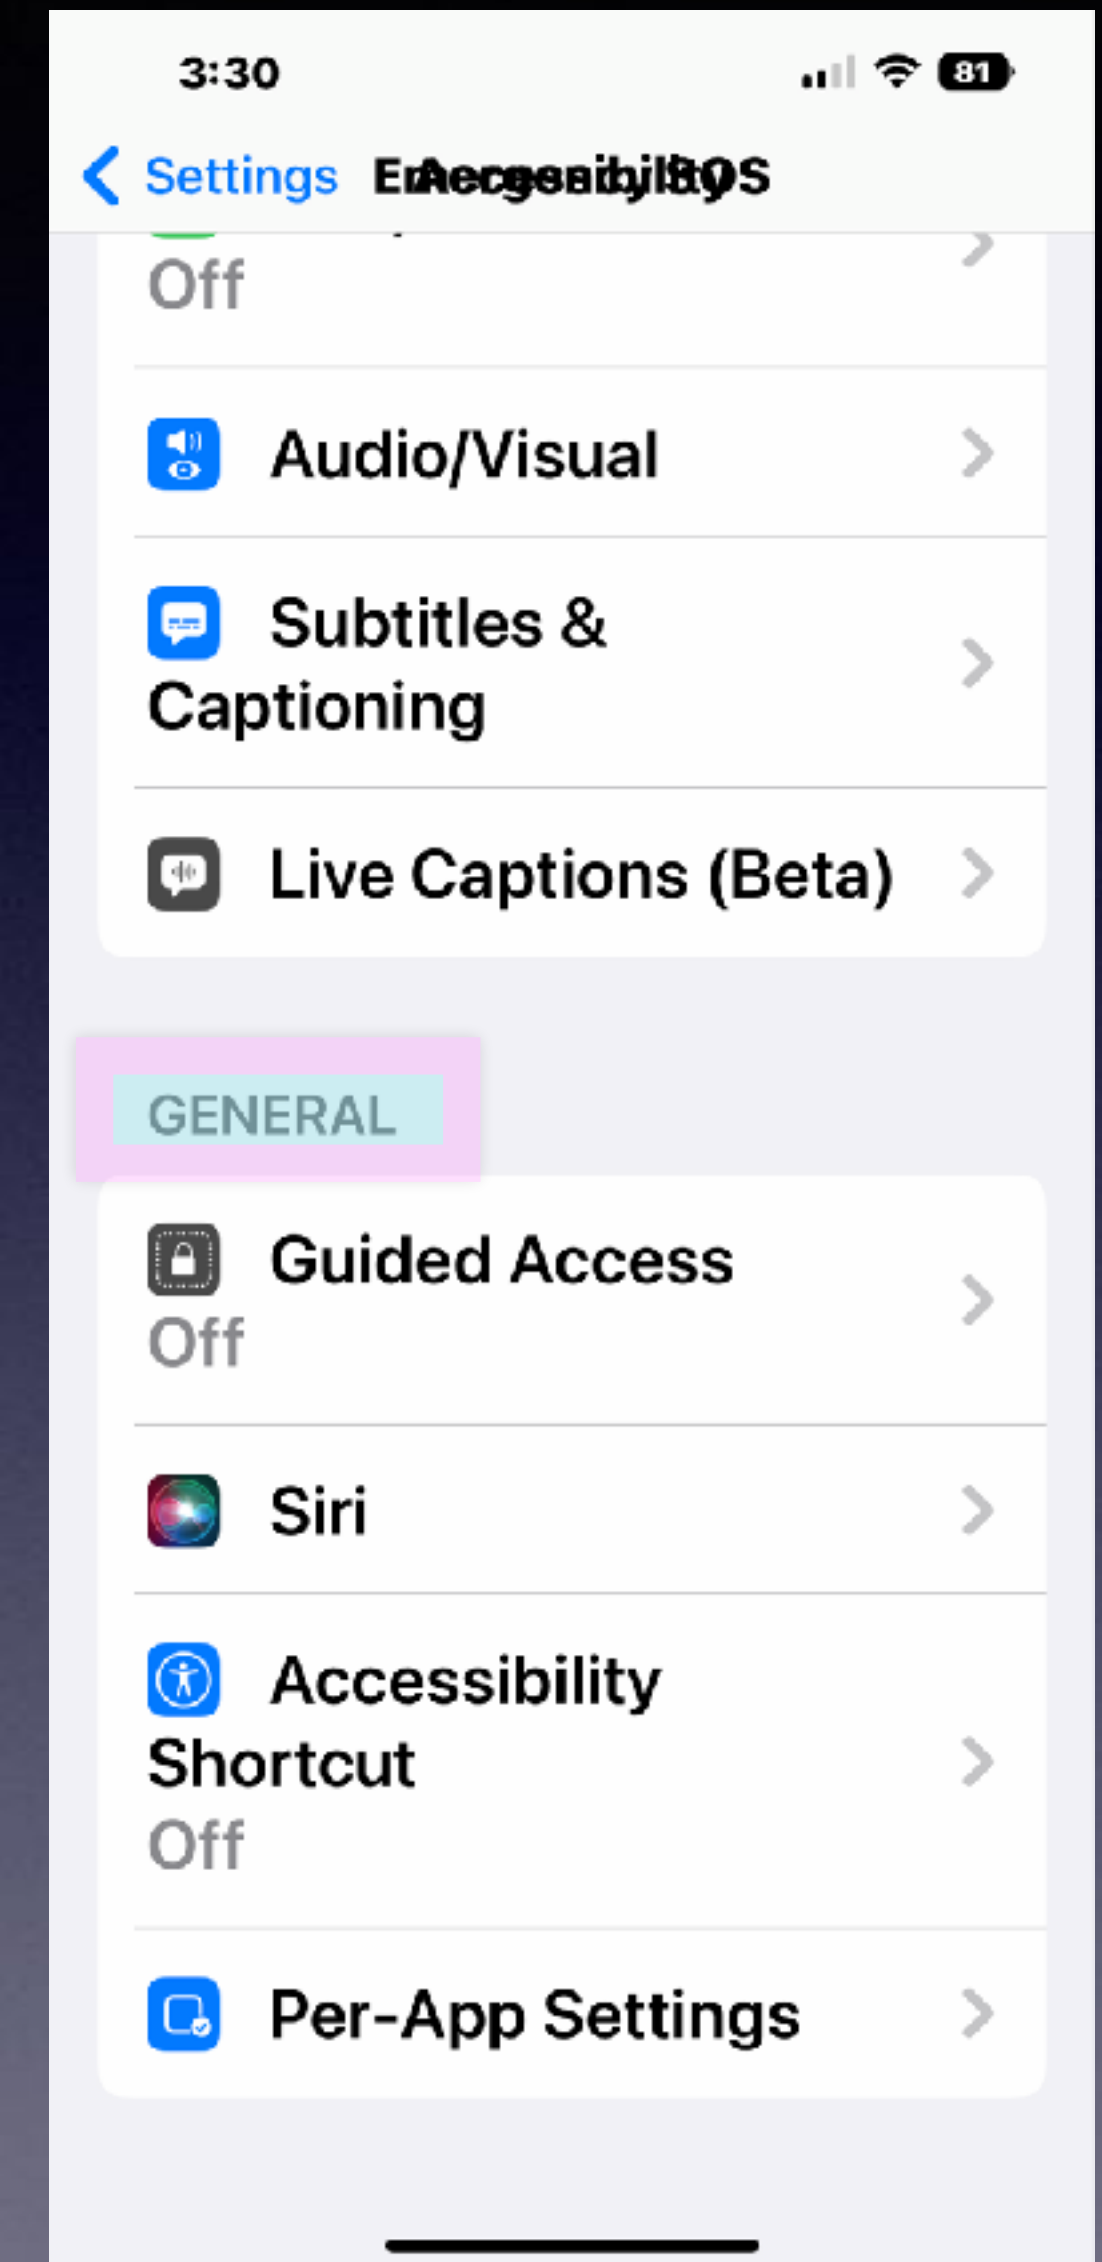 3:30
81
Settings
Off
Audio/Visual
Subtitles &
Captioning
Live Captions (Beta)
GENERAL
Guided Access
Off
Siri
Accessibility
Shortcut
Off
Per-App Settings